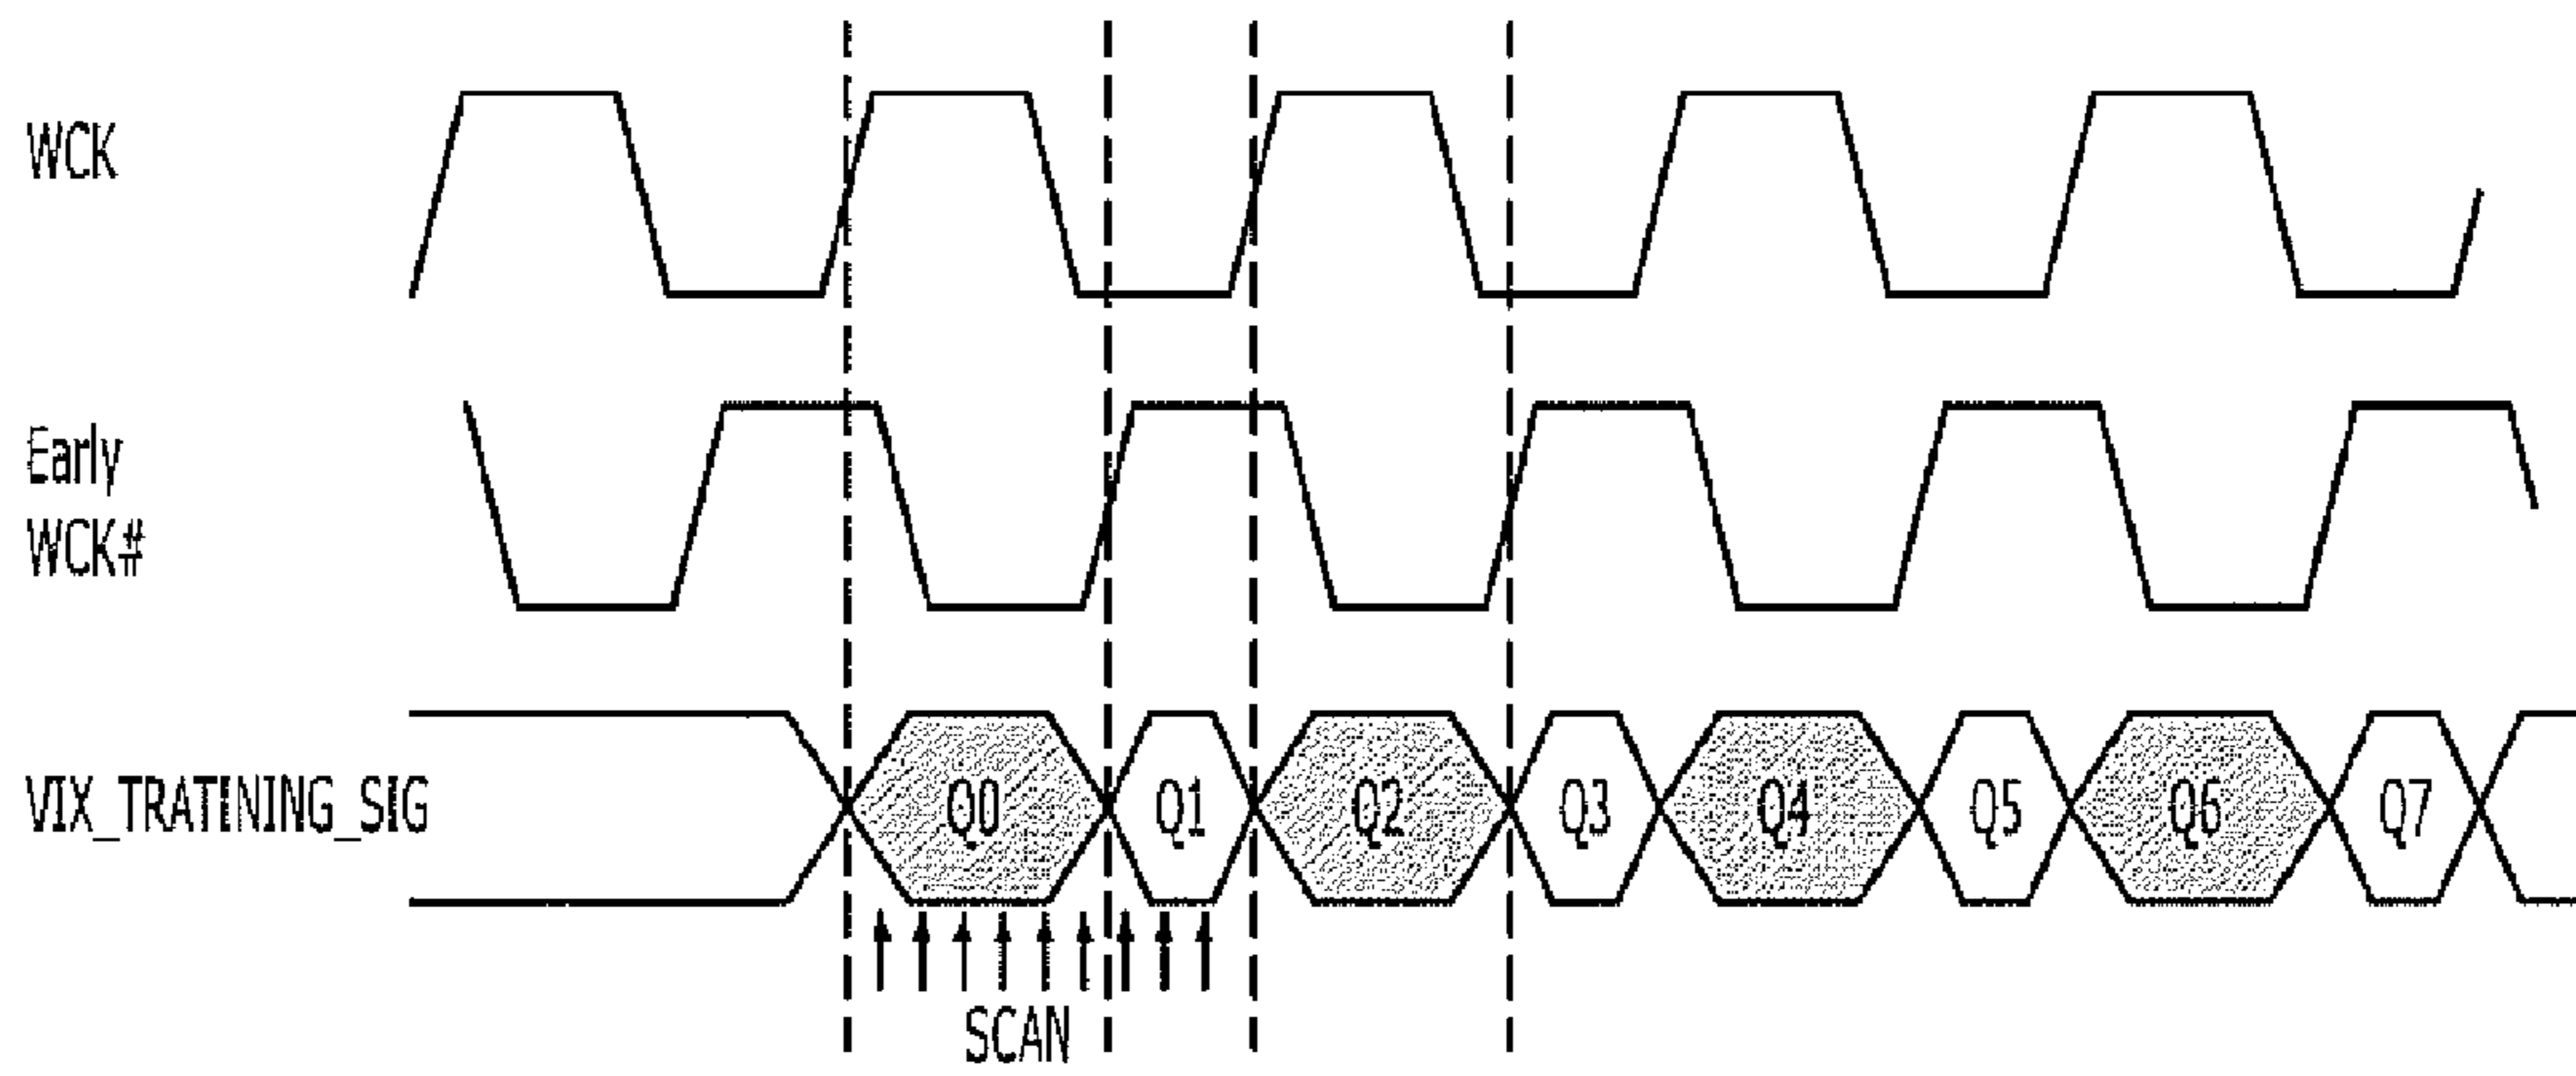 WCK
Early
WCK#
VIX_TRATINING_SIG
Q0 Q1 Q2 Q3 Q4 Q5 Q6 Q7
SCAN